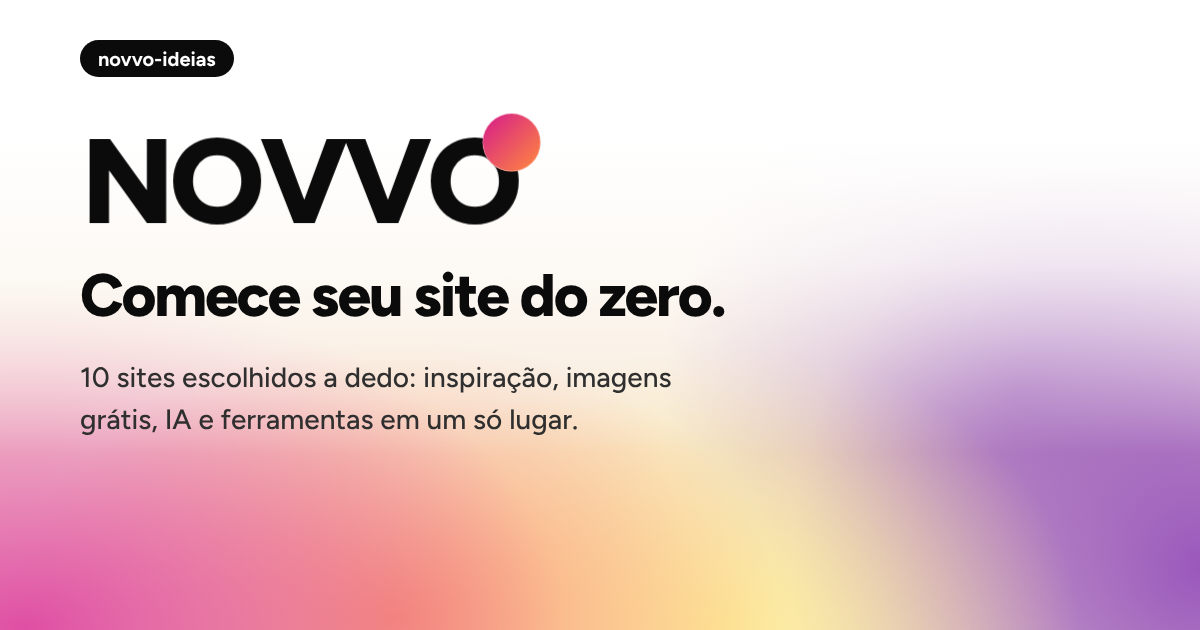 novvo-ideias
NOVVO
Comece seu site do zero.
10 sites escolhidos a dedo: inspiração, imagens
grátis, IA e ferramentas em um só lugar.